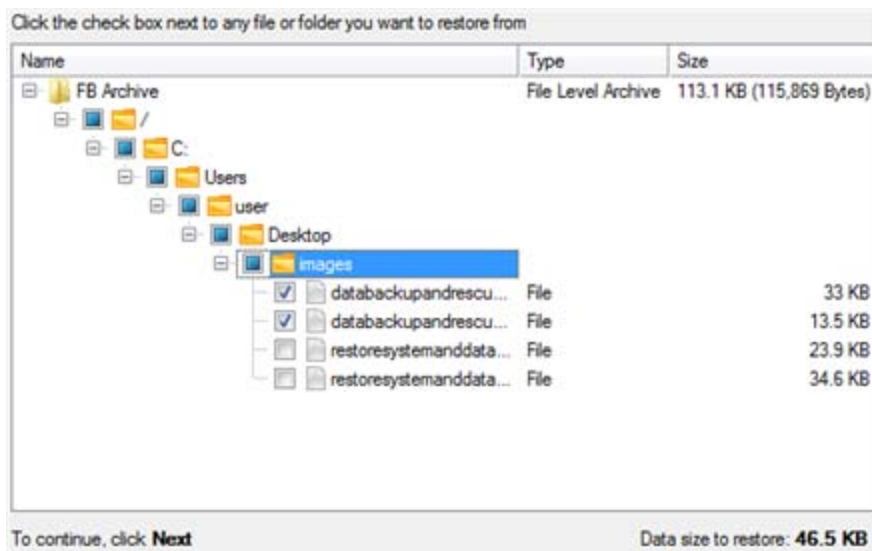 Click the check box next to any file or folder you want to restore from
Name Type Size
FB Archive File Level Archive 113.1 KB (115,869 Bytes)
/
C:
Users
user
Desktop
images
databackupandrescu... File 33 KB
databackupandrescu... File 13.5 KB
restoresystemanddata... File 23.9 KB
restoresystemanddata... File 34.6 KB
To continue, click Next Data size to restore: 46.5 KB